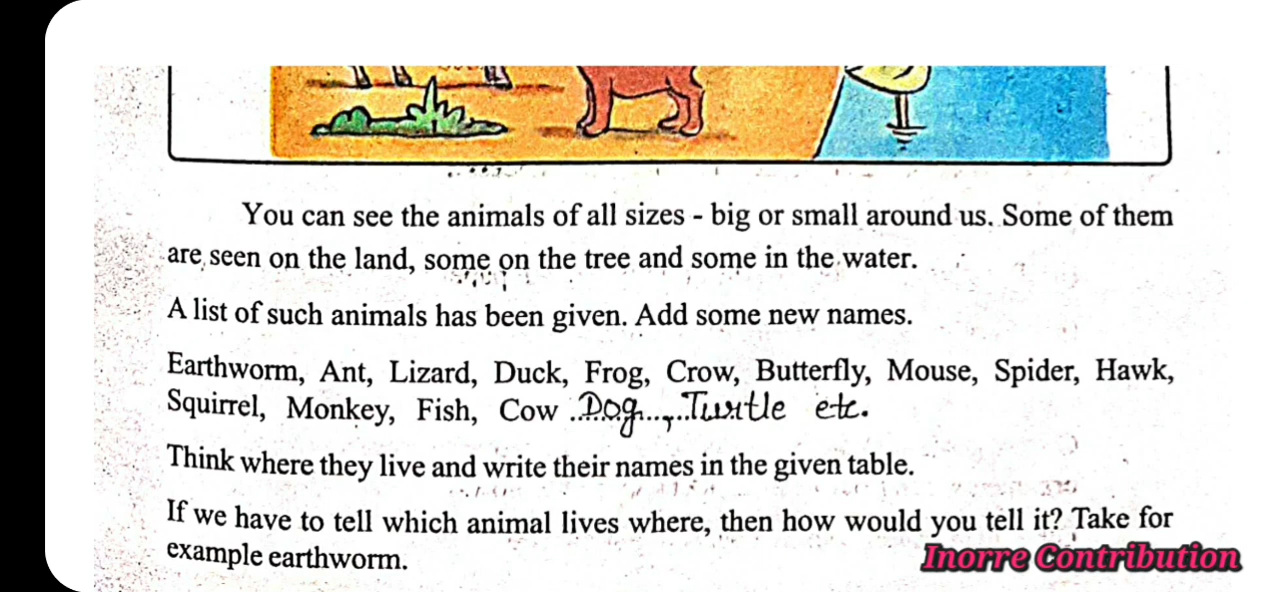 You can see the animals of all sizes - big or small around us. Some of them
are seen on the land, some on the tree and some in the water.
A list of such animals has been given. Add some new names.
Earthworm, Ant, Lizard, Duck, Frog, Crow, Butterfly, Mouse, Spider, Hawk,
Squirrel, Monkey, Fish, Cow ..Dog...,..Turtle etc.
Think where they live and write their names in the given table.
If we have to tell which animal lives where, then how would you tell it? Take for
example earthworm.
Inorre Contribution